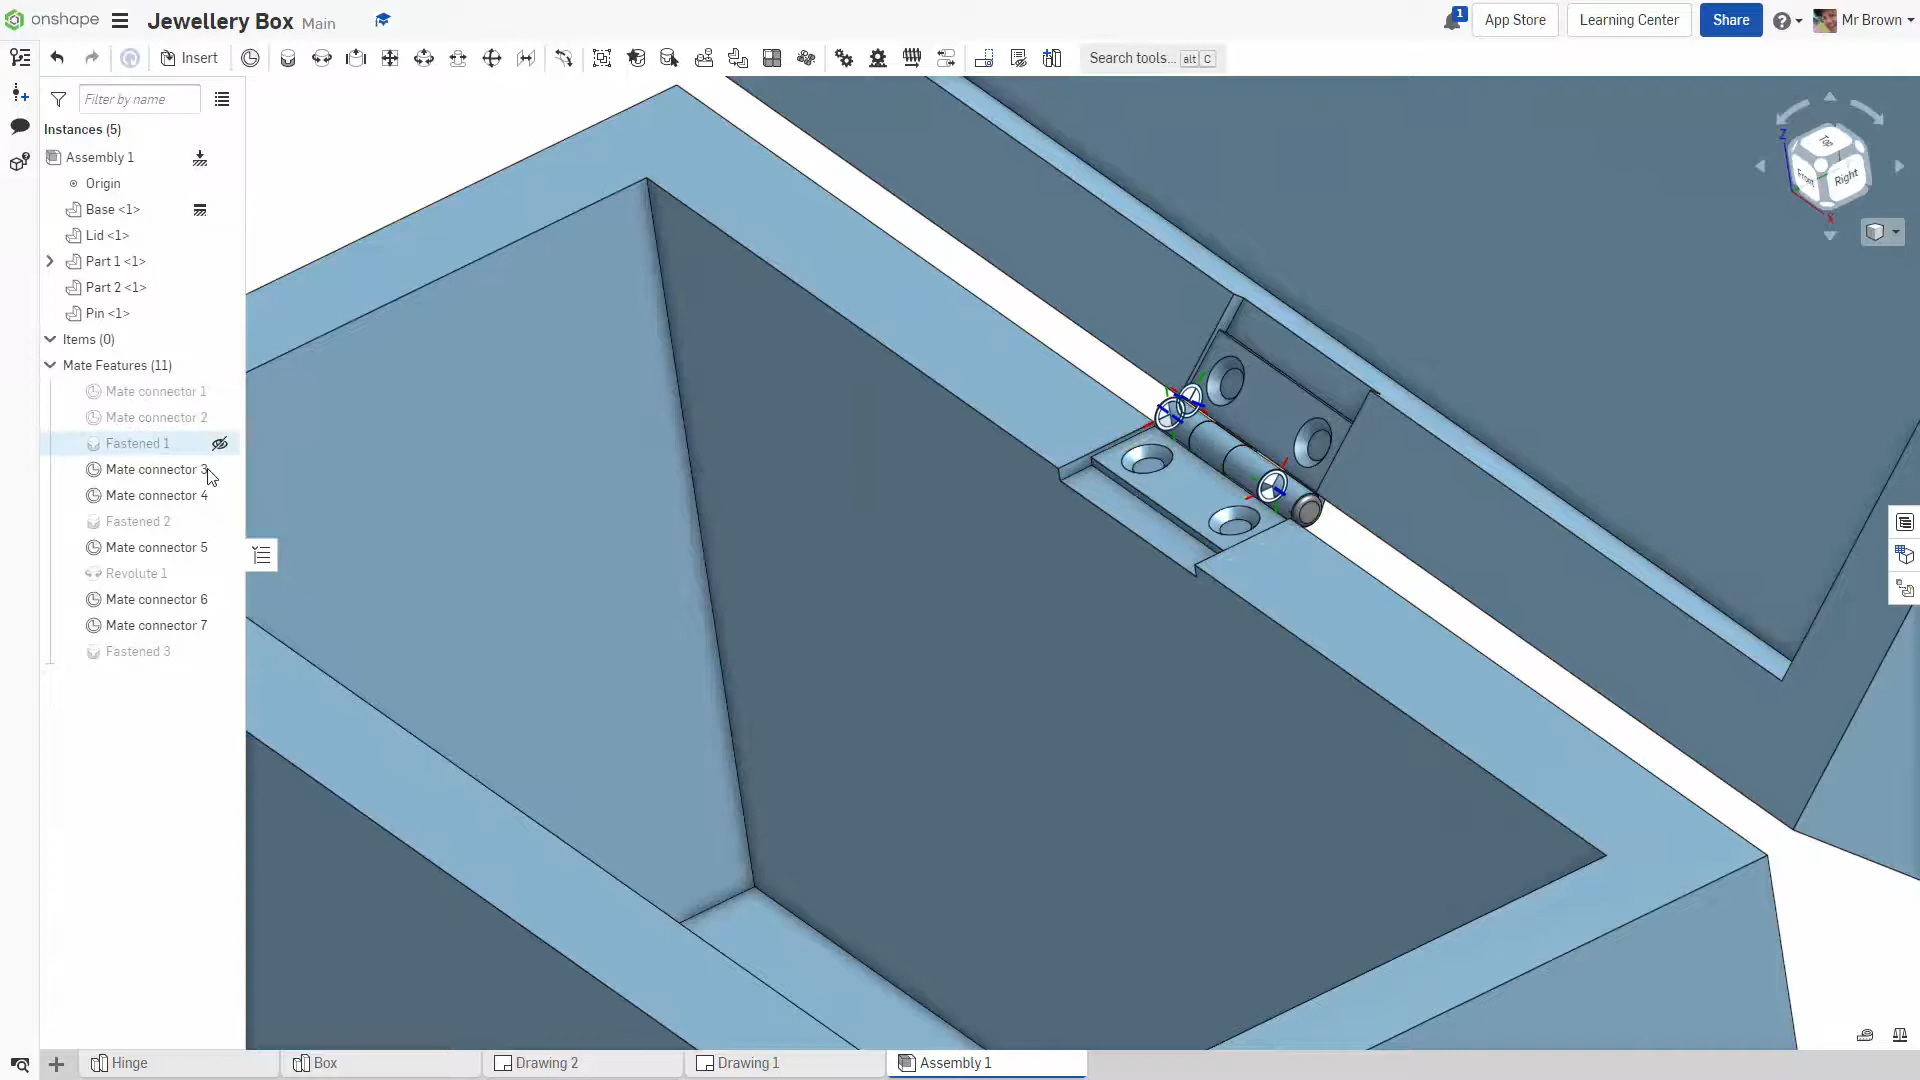 onshape
Jewellery Box Main
1
App Store
Learning Center
Share
Mr Brown
Insert
Search tools... alt C
Filter by name
Instances (5)
Assembly 1
Origin
Base <1>
Lid <1>
Part 1 <1>
Part 2 <1>
Pin <1>
Items (0)
Mate Features (11)
Mate connector 1
Mate connector 2
Fastened 1
Mate connector 3
Mate connector 4
Fastened 2
Mate connector 5
Revolute 1
Mate connector 6
Mate connector 7
Fastened 3
Z
Top
Front
Right
X
Hinge
Box
Drawing 2
Drawing 1
Assembly 1